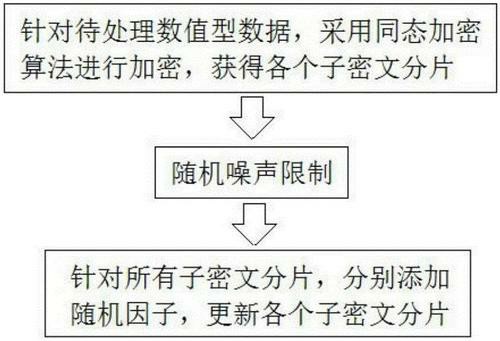 针对待处理数值型数据，采用同态加密
算法进行加密，获得各个子密文分片
随机噪声限制
针对所有子密文分片，分别添加
随机因子，更新各个子密文分片